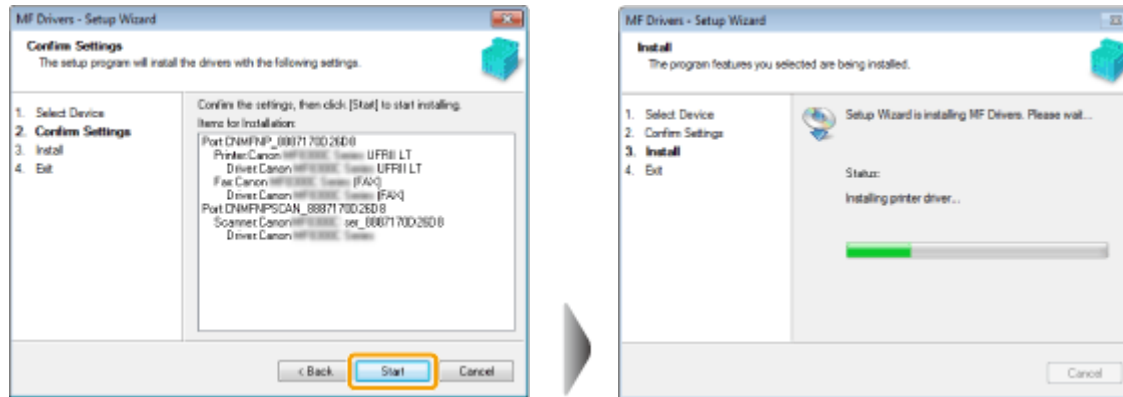 MF Drivers - Setup Wizard
Confirm Settings
The setup program will install the drivers with the following settings.
1. Select Device
2. Confirm Settings
3. Install
4. Exit
Confirm the settings, then click [Start] to start installing.
Items for Installation:
Port:CNMFNP_8887170D26D8
Printer:Canon Series UFRII LT
Driver:Canon UFRII LT
Fax:Canon (FAX)
Driver:Canon (FAX)
Port:CNMFNPSCAN_8887170D26D8
Scanner:Canon ser_8887170D26D8
Driver:Canon
< Back
Start
Cancel
MF Drivers - Setup Wizard
Install
The program features you selected are being installed.
1. Select Device
2. Confirm Settings
3. Install
4. Exit
Setup Wizard is installing MF Drivers. Please wait...
Status:
Installing printer driver...
Cancel